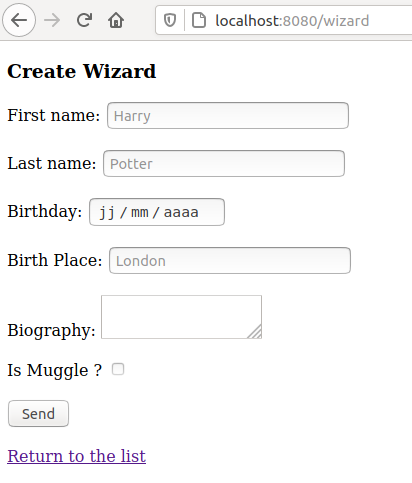 localhost:8080/wizard
Create Wizard
First name: Harry
Last name: Potter
Birthday: jj / mm / aaaa
Birth Place: London
Biography:
Is Muggle ?
Send
Return to the list